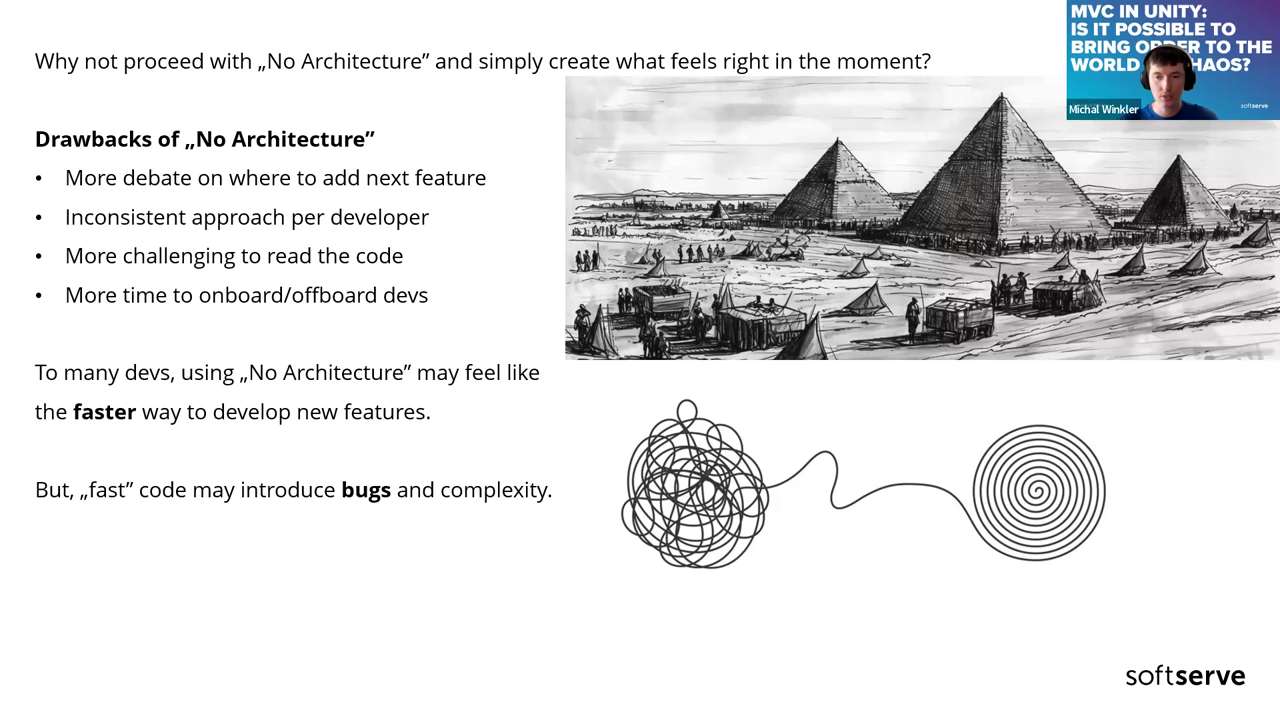 Why not proceed with „No Architecture” and simply create what feels right in the moment?
Drawbacks of „No Architecture”
• More debate on where to add next feature
• Inconsistent approach per developer
• More challenging to read the code
• More time to onboard/offboard devs
To many devs, using „No Architecture” may feel like
the faster way to develop new features.
But, „fast” code may introduce bugs and complexity.
MVC IN UNITY:
IS IT POSSIBLE TO
BRING ORDER TO THE
WORLD HAOS?
Michal Winkler
softserve
softserve